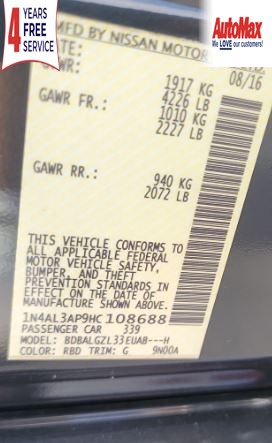 4 YEARS
FREE
SERVICE
AutoMax
We LOVE our customers!
MFD BY NISSAN MOTOR
DATE:
08/16
GVWR:
1917 KG
4226 LB
GAWR FR.:
1010 KG
2227 LB
GAWR RR.:
940 KG
2072 LB
THIS VEHICLE CONFORMS TO
ALL APPLICABLE FEDERAL
MOTOR VEHICLE SAFETY,
BUMPER, AND THEFT
PREVENTION STANDARDS IN
EFFECT ON THE DATE OF
MANUFACTURE SHOWN ABOVE.
1N4AL3AP9HC108688
PASSENGER CAR 339
MODEL: BDBALGZL33EUAB---H
COLOR: RBD TRIM: G 9N00A